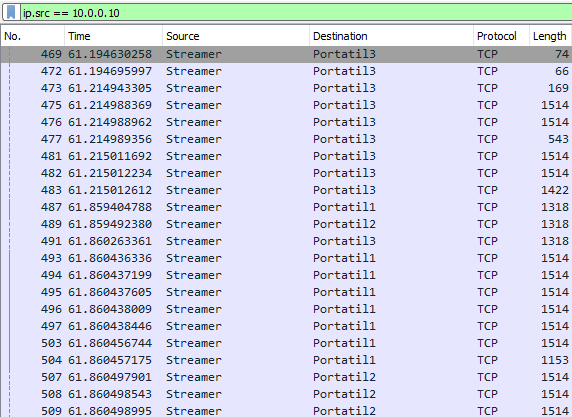 ip.src == 10.0.0.10
No. Time Source Destination Protocol Length
469 61.194630258 Streamer Portatil3 TCP 74
472 61.194695997 Streamer Portatil3 TCP 66
473 61.214943305 Streamer Portatil3 TCP 169
475 61.214988369 Streamer Portatil3 TCP 1514
476 61.214988962 Streamer Portatil3 TCP 1514
477 61.214989356 Streamer Portatil3 TCP 543
481 61.215011692 Streamer Portatil3 TCP 1514
482 61.215012234 Streamer Portatil3 TCP 1514
483 61.215012612 Streamer Portatil3 TCP 1422
487 61.859404788 Streamer Portatil1 TCP 1318
489 61.859492380 Streamer Portatil2 TCP 1318
491 61.860263361 Streamer Portatil3 TCP 1318
493 61.860436336 Streamer Portatil1 TCP 1514
494 61.860437199 Streamer Portatil1 TCP 1514
495 61.860437605 Streamer Portatil1 TCP 1514
496 61.860438009 Streamer Portatil1 TCP 1514
497 61.860438446 Streamer Portatil1 TCP 1514
503 61.860456744 Streamer Portatil1 TCP 1514
504 61.860457175 Streamer Portatil1 TCP 1153
507 61.860497901 Streamer Portatil2 TCP 1514
508 61.860498543 Streamer Portatil2 TCP 1514
509 61.860498995 Streamer Portatil2 TCP 1514